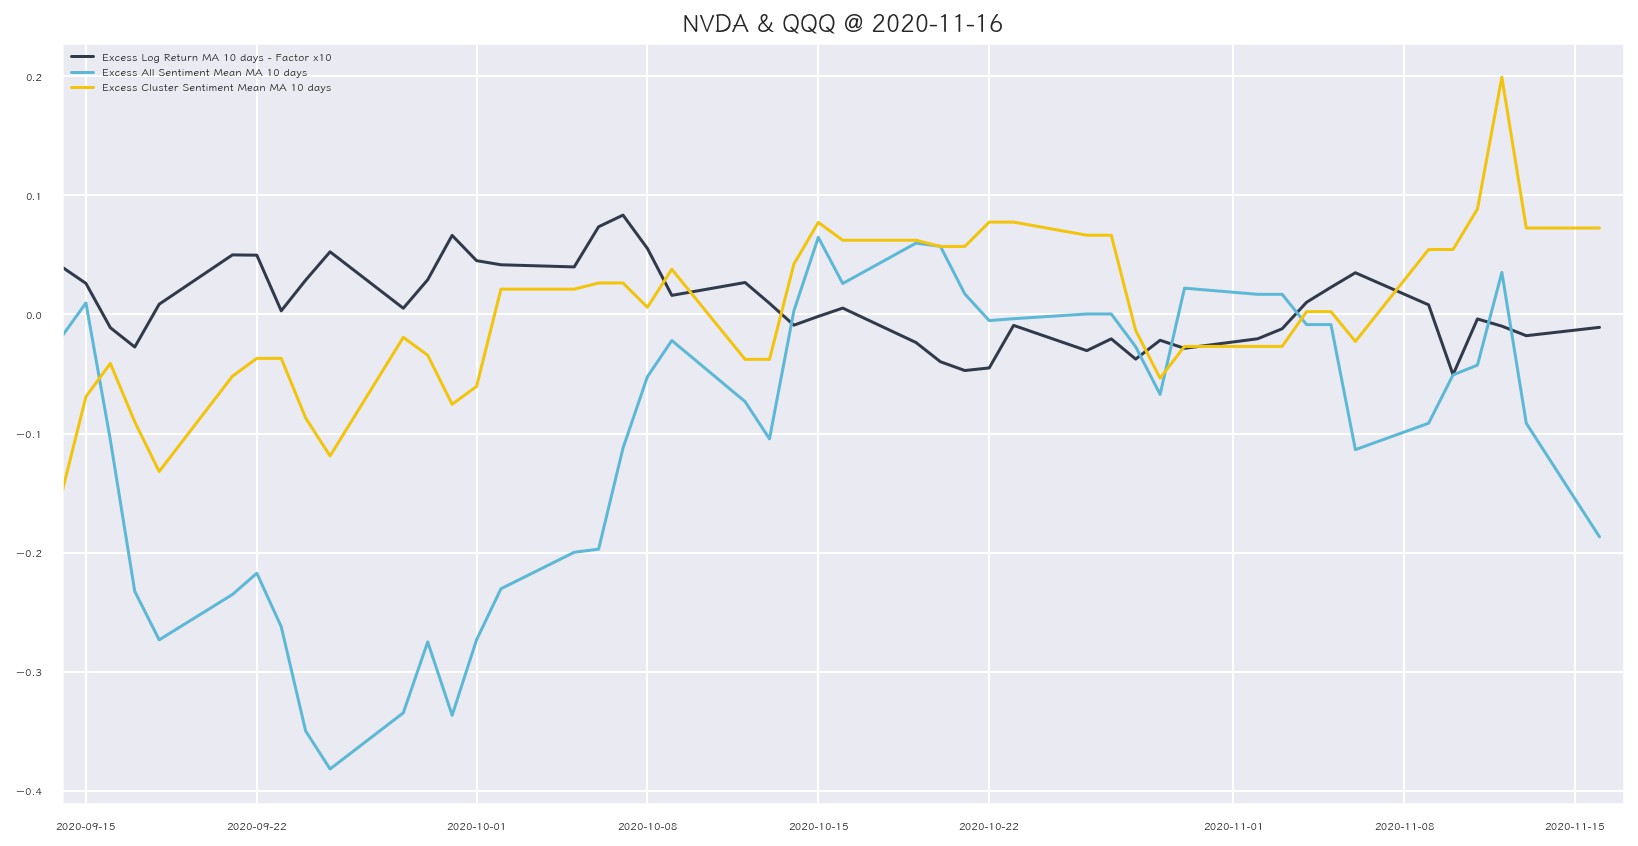 NVDA & QQQ @ 2020-11-16
Excess Log Return MA 10 days - Factor x10
Excess All Sentiment Mean MA 10 days
Excess Cluster Sentiment Mean MA 10 days
0.2
0.1
0.0
−0.1
−0.2
−0.3
−0.4
2020-09-15 2020-09-22 2020-10-01 2020-10-08 2020-10-15 2020-10-22 2020-11-01 2020-11-08 2020-11-15